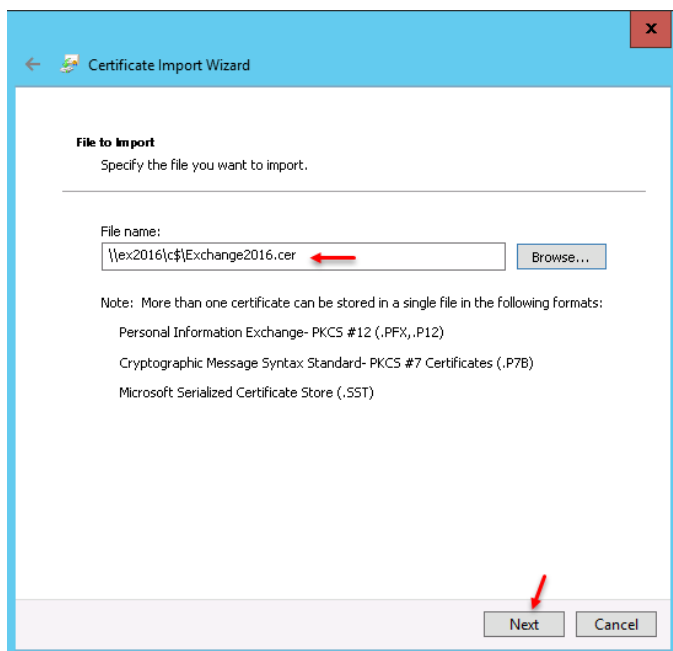 x
Certificate Import Wizard
File to Import
Specify the file you want to import.
File name:
\\ex2016\c$\Exchange2016.cer
Browse...
Note:  More than one certificate can be stored in a single file in the following formats:
Personal Information Exchange- PKCS #12 (.PFX,.P12)
Cryptographic Message Syntax Standard- PKCS #7 Certificates (.P7B)
Microsoft Serialized Certificate Store (.SST)
Next
Cancel